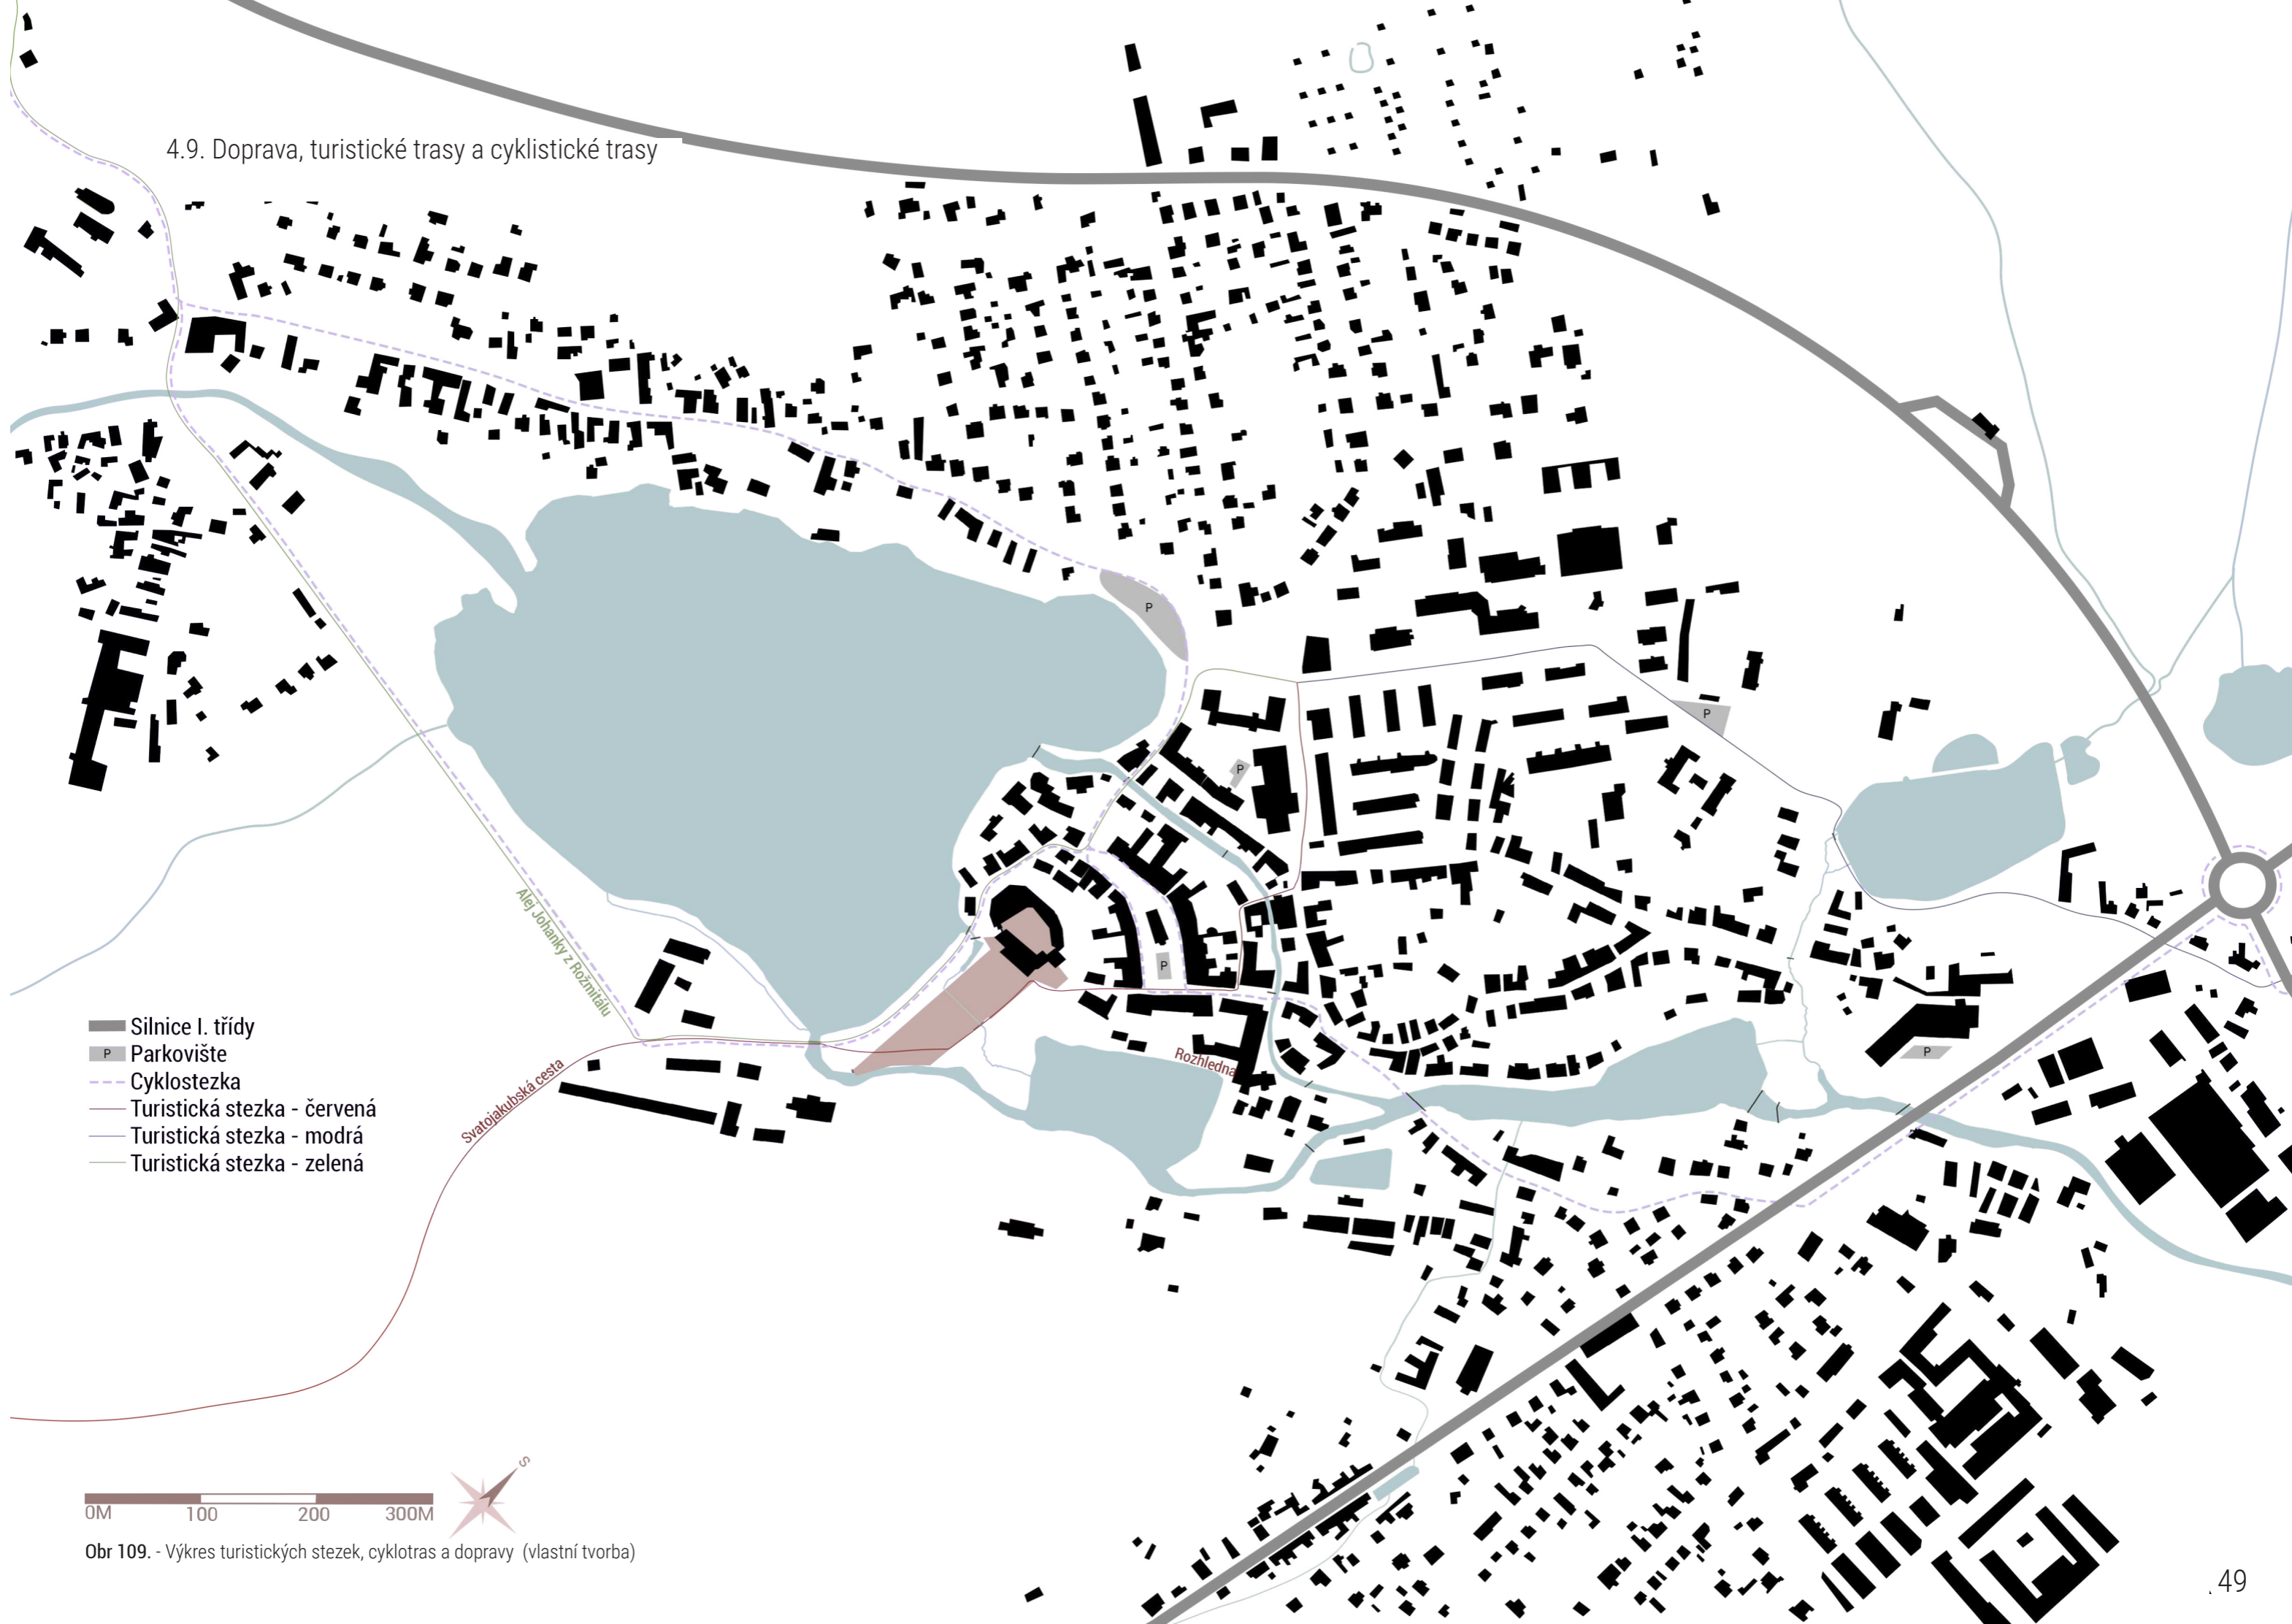 4.9. Doprava, turistické trasy a cyklistické trasy
P
P
P
P
P
Alej Johanky z Rožmitálu
Svatojakubská cesta
Rozhledna
Silnice I. třídy
P Parkovište
Cyklostezka
Turistická stezka - červená
Turistická stezka - modrá
Turistická stezka - zelená
S
0M 100 200 300M
Obr 109. - Výkres turistických stezek, cyklotras a dopravy (vlastní tvorba)
49